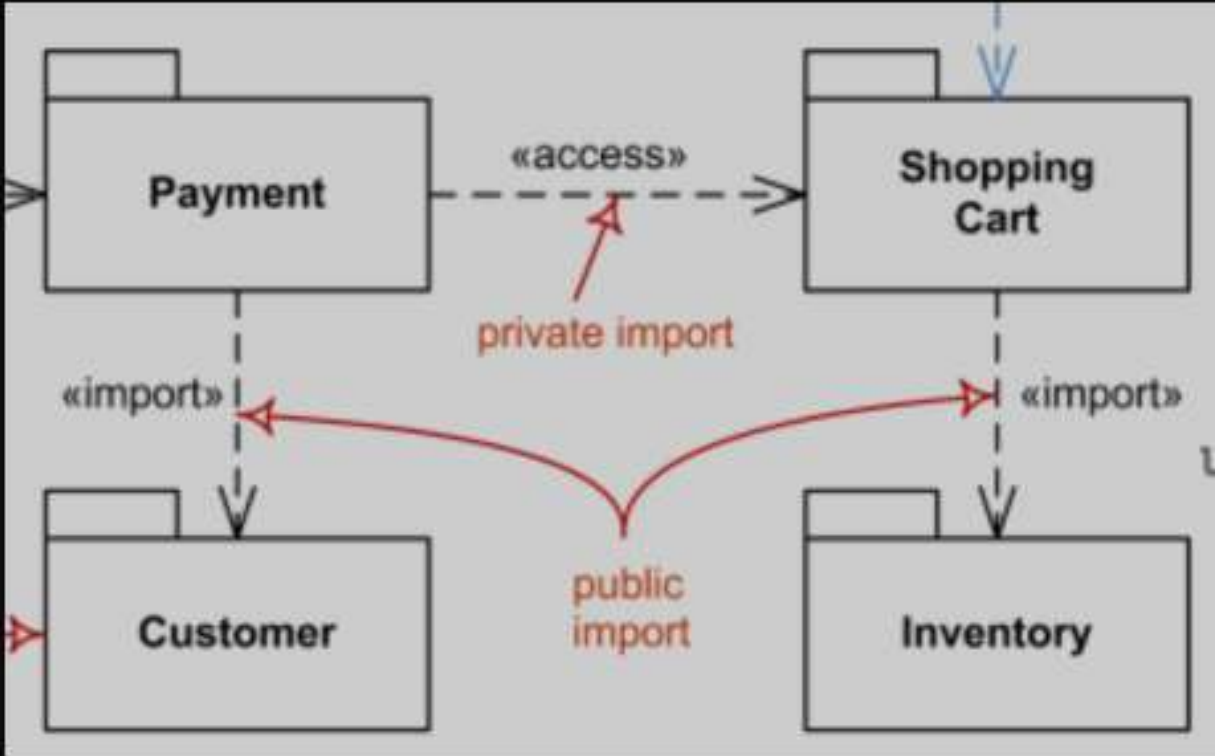 «access»
Payment
Shopping
Cart
private import
«import»
«import»
public
import
Customer
Inventory